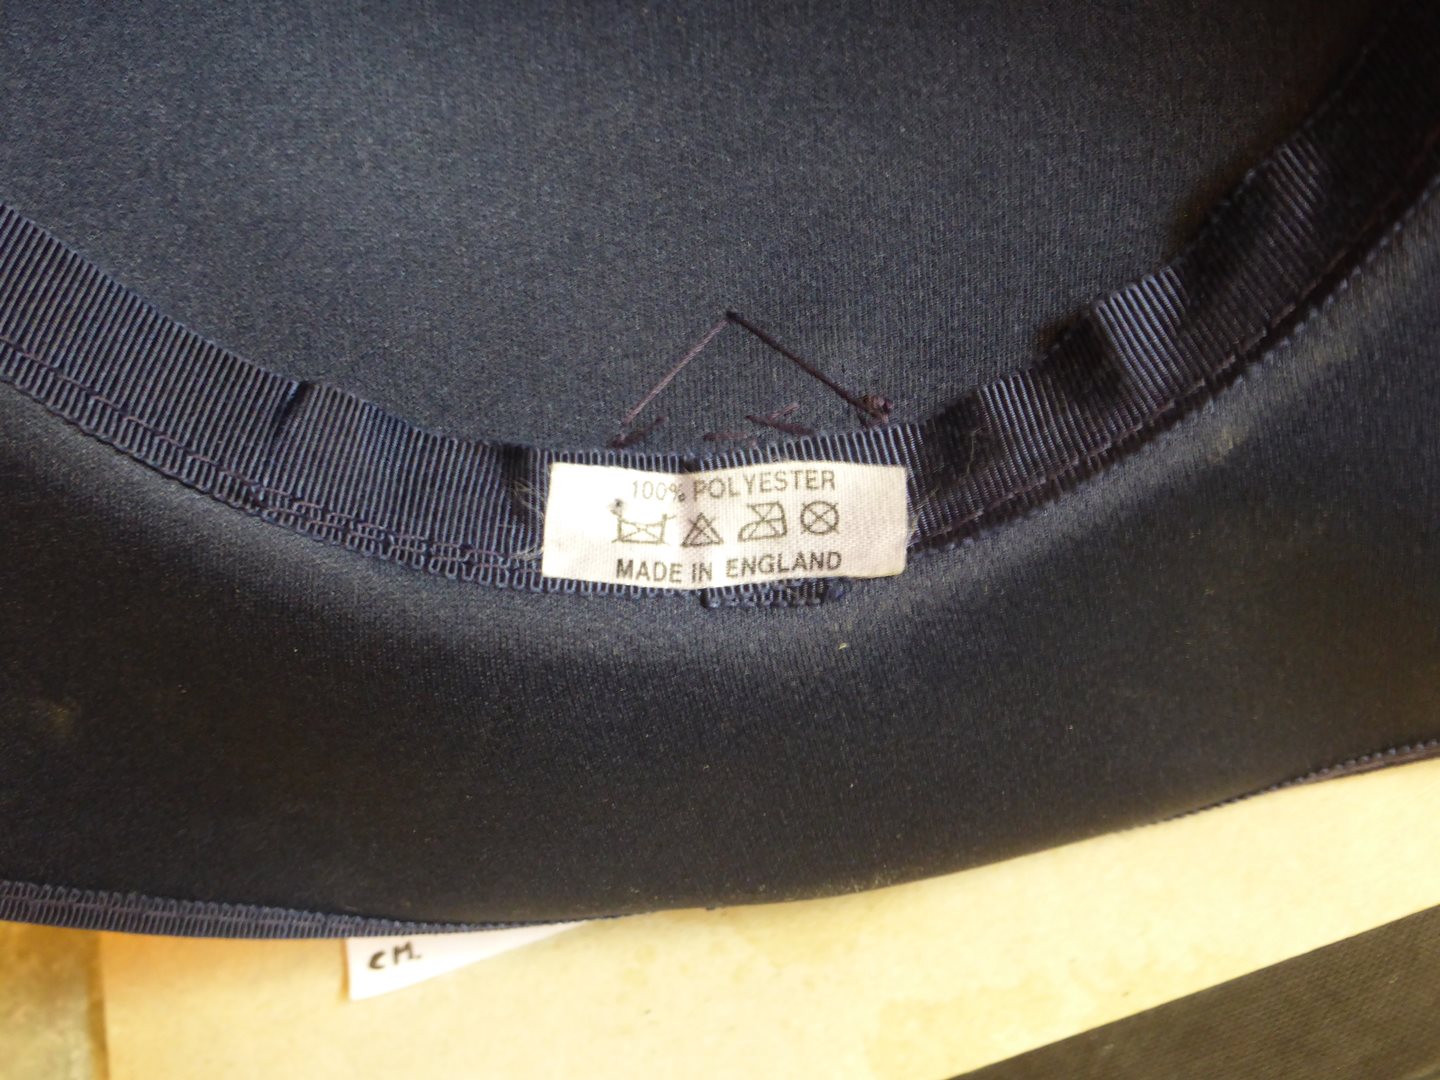 100% POLYESTER
MADE IN ENGLAND
CM.